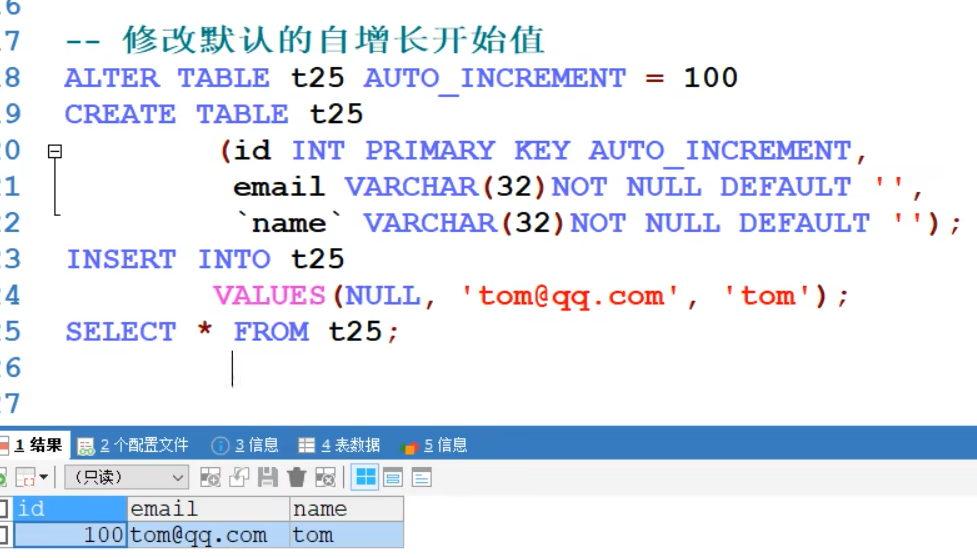 6
7 -- 修改默认的自增长开始值
8 ALTER TABLE t25 AUTO_INCREMENT = 100
9 CREATE TABLE t25
0 (id INT PRIMARY KEY AUTO_INCREMENT,
1 email VARCHAR(32)NOT NULL DEFAULT '',
2 `name` VARCHAR(32)NOT NULL DEFAULT '');
3 INSERT INTO t25
4 VALUES(NULL, 'tom@qq.com', 'tom');
5 SELECT * FROM t25;
6
7
1 结果 2 个配置文件 3 信息 4 表数据 5 信息
（只读）
id email name
100 tom@qq.com tom